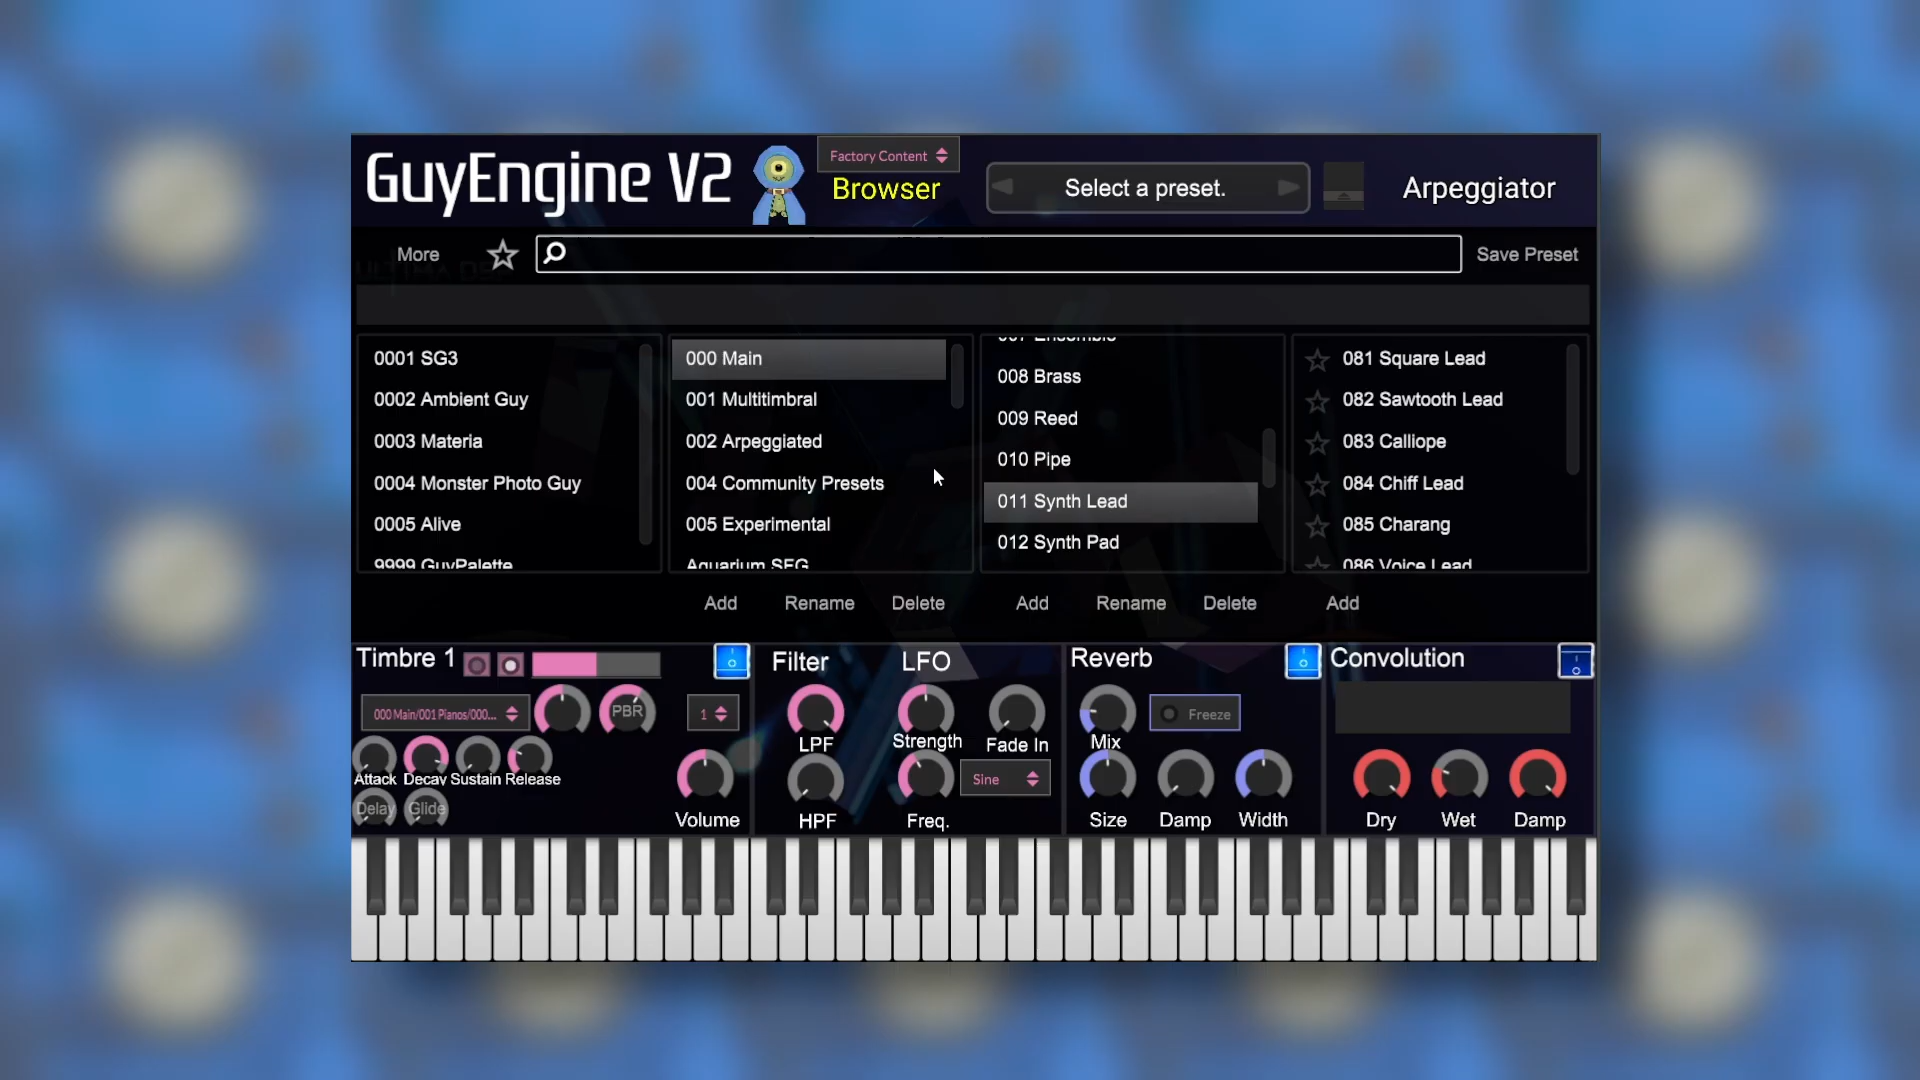 GuyEngine V2
Factory Content
Browser
Select a preset.
Arpeggiator
More
Save Preset
0001 SG3
0002 Ambient Guy
0003 Materia
0004 Monster Photo Guy
0005 Alive
9999 GuyPalette
000 Main
001 Multitimbral
002 Arpeggiated
004 Community Presets
005 Experimental
Aquarium SEG
007 Ensemble
008 Brass
009 Reed
010 Pipe
011 Synth Lead
012 Synth Pad
081 Square Lead
082 Sawtooth Lead
083 Calliope
084 Chiff Lead
085 Charang
086 Voice Lead
Add
Rename
Delete
Add
Rename
Delete
Add
Timbre 1
000 Main/001 Pianos/000...
PBR
1
Attack
Decay
Sustain
Release
Delay
Glide
Volume
Filter
LPF
HPF
LFO
Strength
Fade In
Sine
Freq.
Reverb
Freeze
Mix
Size
Damp
Width
Convolution
Dry
Wet
Damp